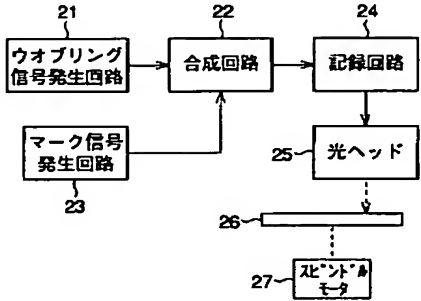 21
22
24
ウオブリング
信号発生回路
合成回路
記録回路
マーク信号
発生回路
23
25
光ヘッド
26
27
スピンドル
モータ